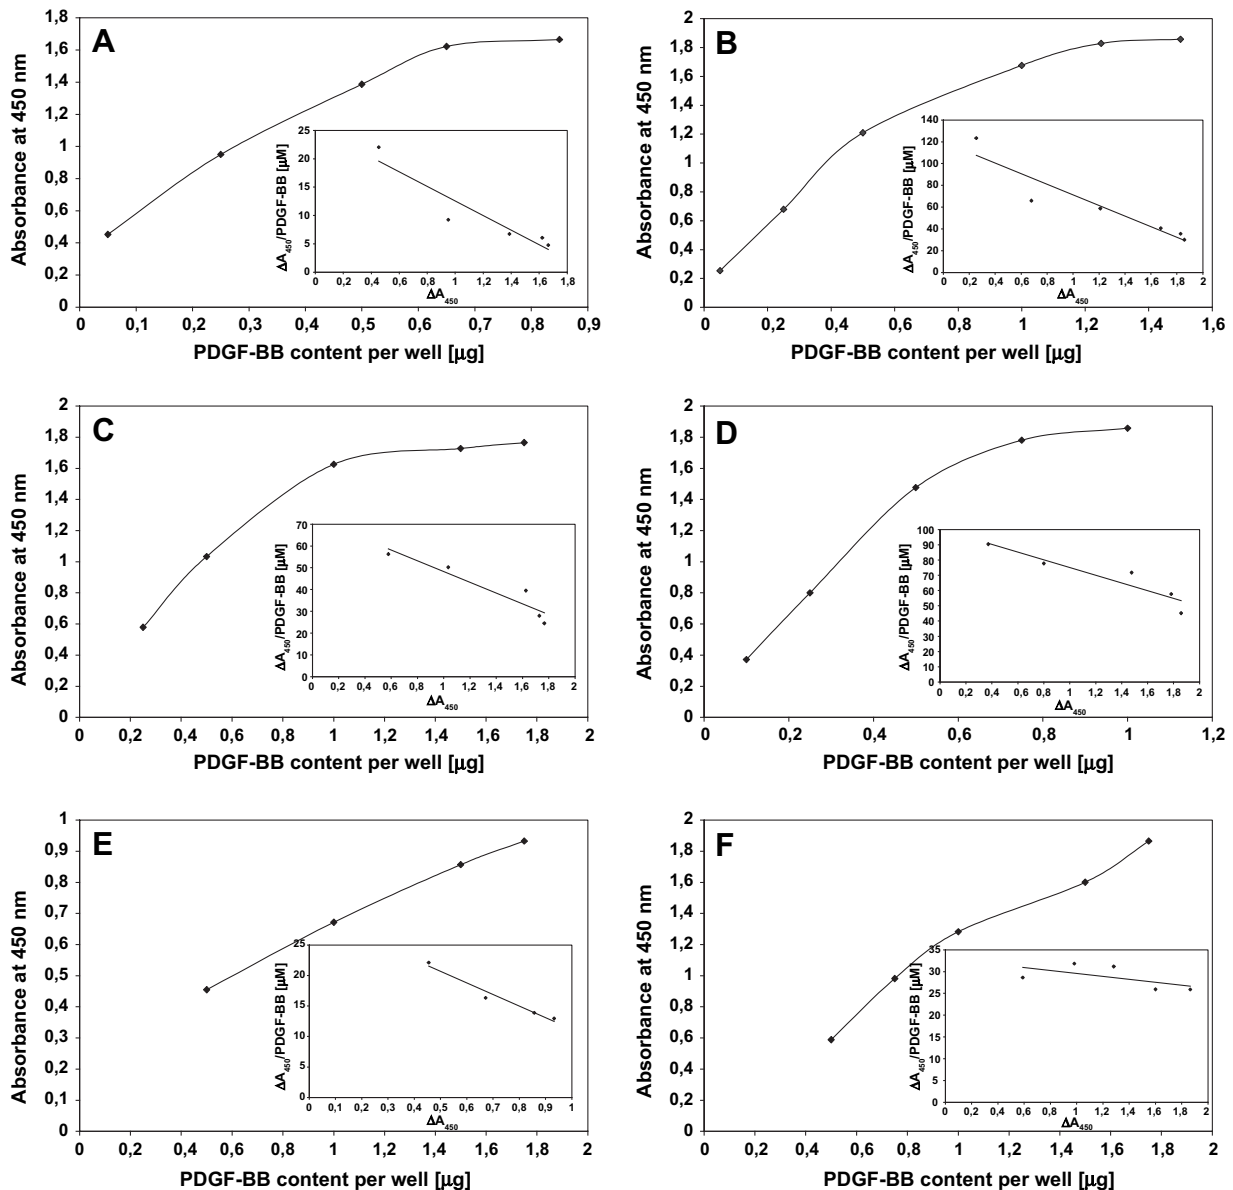 A
Absorbance at 450 nm
1,8
1,6
1,4
1,2
1
0,8
0,6
0,4
0,2
0
0 0,1 0,2 0,3 0,4 0,5 0,6 0,7 0,8 0,9
PDGF-BB content per well [μg]
ΔA450/PDGF-BB [μM]
25
20
15
10
5
0
0 0,2 0,4 0,6 0,8 1 1,2 1,4 1,6 1,8
ΔA450
B
Absorbance at 450 nm
2
1,8
1,6
1,4
1,2
1
0,8
0,6
0,4
0,2
0
0 0,2 0,4 0,6 0,8 1 1,2 1,4 1,6
PDGF-BB content per well [μg]
ΔA450/PDGF-BB [μM]
140
120
100
80
60
40
20
0
0 0,2 0,4 0,6 0,8 1 1,2 1,4 1,6 1,8 2
ΔA450
C
Absorbance at 450 nm
2
1,8
1,6
1,4
1,2
1
0,8
0,6
0,4
0,2
0
0 0,2 0,4 0,6 0,8 1 1,2 1,4 1,6 1,8 2
PDGF-BB content per well [μg]
ΔA450/PDGF-BB [μM]
70
60
50
40
30
20
10
0
0 0,2 0,4 0,6 0,8 1 1,2 1,4 1,6 1,8 2
ΔA450
D
Absorbance at 450 nm
2
1,8
1,6
1,4
1,2
1
0,8
0,6
0,4
0,2
0
0 0,2 0,4 0,6 0,8 1 1,2
PDGF-BB content per well [μg]
ΔA450/PDGF-BB [μM]
100
90
80
70
60
50
40
30
20
10
0
0 0,2 0,4 0,6 0,8 1 1,2 1,4 1,6 1,8 2
ΔA450
E
Absorbance at 450 nm
1
0,9
0,8
0,7
0,6
0,5
0,4
0,3
0,2
0,1
0
0 0,2 0,4 0,6 0,8 1 1,2 1,4 1,6 1,8 2
PDGF-BB content per well [μg]
ΔA450/PDGF-BB [μM]
25
20
15
10
5
0
0 0,1 0,2 0,3 0,4 0,5 0,6 0,7 0,8 0,9 1
ΔA450
F
Absorbance at 450 nm
2
1,8
1,6
1,4
1,2
1
0,8
0,6
0,4
0,2
0
0 0,2 0,4 0,6 0,8 1 1,2 1,4 1,6 1,8 2
PDGF-BB content per well [μg]
ΔA450/PDGF-BB [μM]
35
30
25
20
15
10
5
0
0 0,2 0,4 0,6 0,8 1 1,2 1,4 1,6 1,8 2
ΔA450